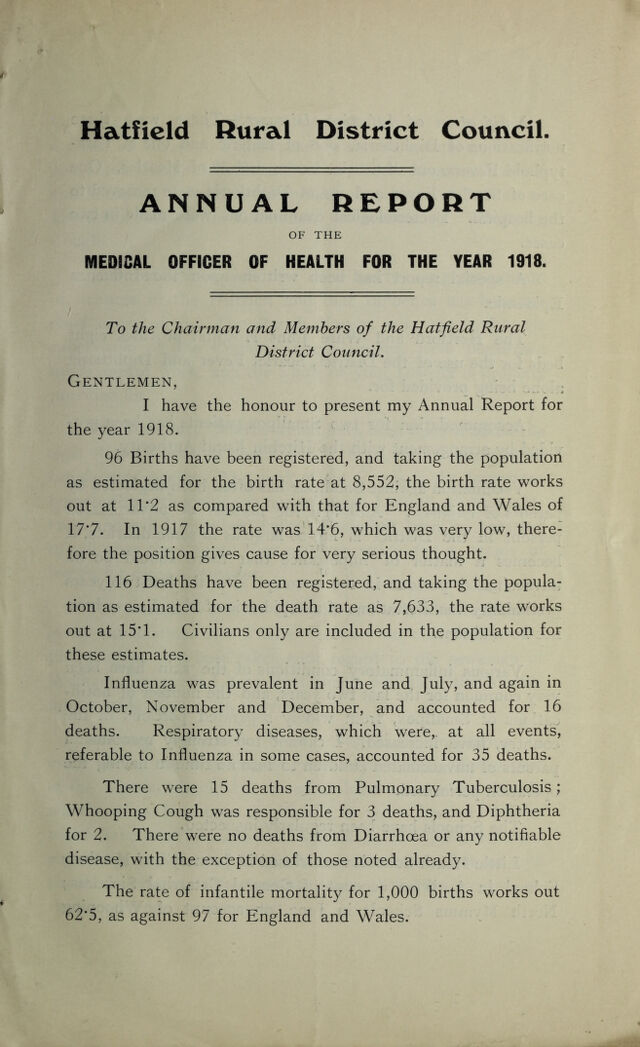 Hatfield Rural District Council.
ANNUAL REPORT
OF THE
MEDICAL OFFICER OF HEALTH FOR THE YEAR 1918.
To the Chairman and Members of the Hatfield Rural
District Council.
GENTLEMEN,
I have the honour to present my Annual Report for
the year 1918.
96 Births have been registered, and taking the population
as estimated for the birth rate at 8,552, the birth rate works
out at 11·2 as compared with that for England and Wales of
17·7. In 1917 the rate was 14·6, which was very low, there-
fore the position gives cause for very serious thought.
116 Deaths have been registered, and taking the popula-
tion as estimated for the death rate as 7,633, the rate works
out at 15·1. Civilians only are included in the population for
these estimates.
Influenza was prevalent in June and July, and again in
October, November and December, and accounted for 16
deaths. Respiratory diseases, which were, at all events,
referable to Influenza in some cases, accounted for 35 deaths.
There were 15 deaths from Pulmonary Tuberculosis;
Whooping Cough was responsible for 3 deaths, and Diphtheria
for 2. There were no deaths from Diarrhœa or any notifiable
disease, with the exception of those noted already.
The rate of infantile mortality for 1,000 births works out
62·5, as against 97 for England and Wales.